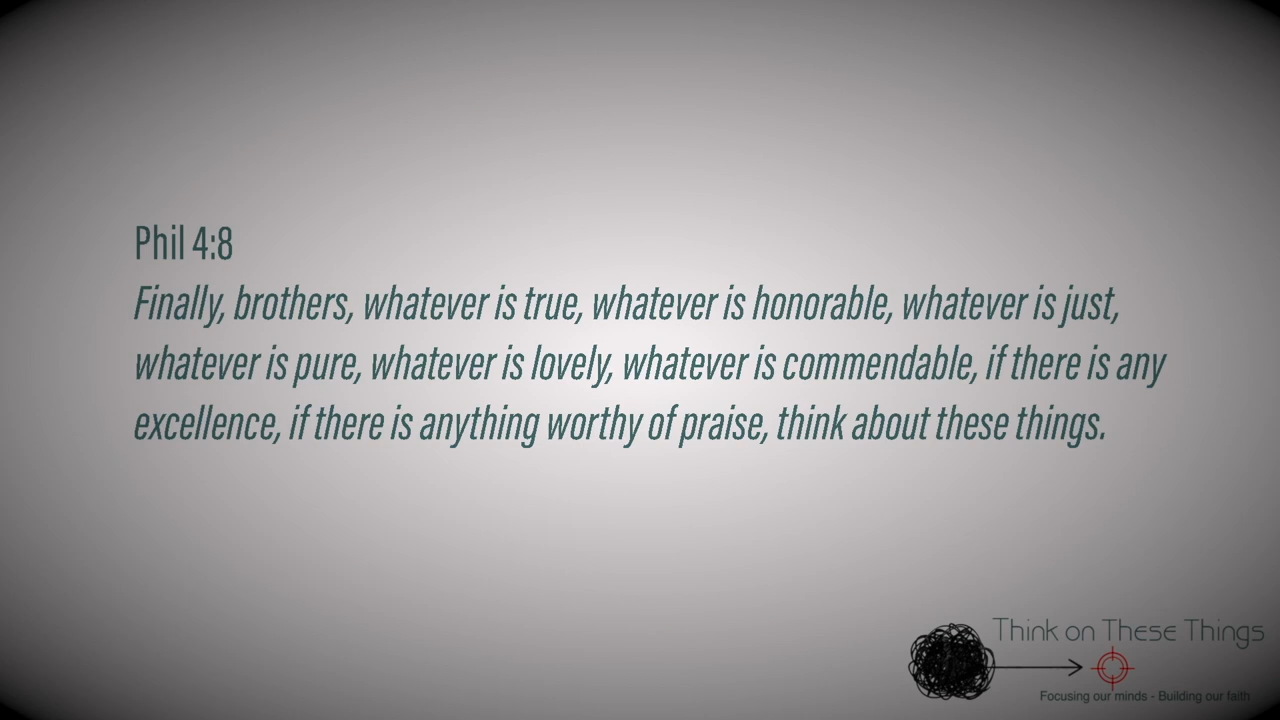 Phil 4:8
Finally, brothers, whatever is true, whatever is honorable, whatever is just,
whatever is pure, whatever is lovely, whatever is commendable, if there is any
excellence, if there is anything worthy of praise, think about these things.
Think on These Things
Focusing our minds - Building our faith